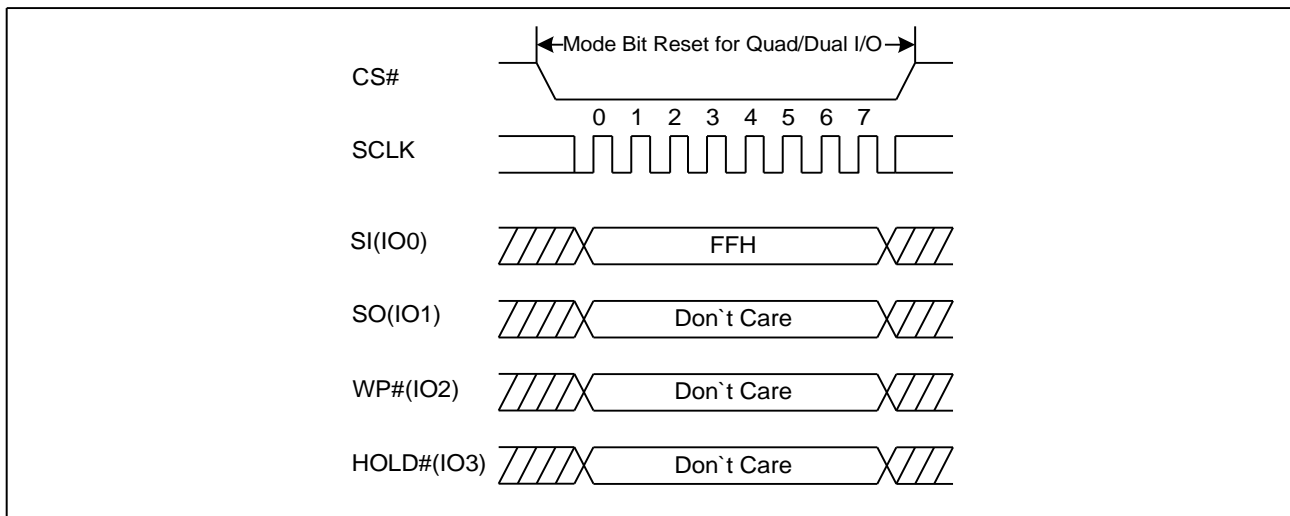 Mode Bit Reset for Quad/Dual I/O
CS#
0 1 2 3 4 5 6 7
SCLK
SI(IO0) FFH
SO(IO1) Don`t Care
WP#(IO2) Don`t Care
HOLD#(IO3) Don`t Care